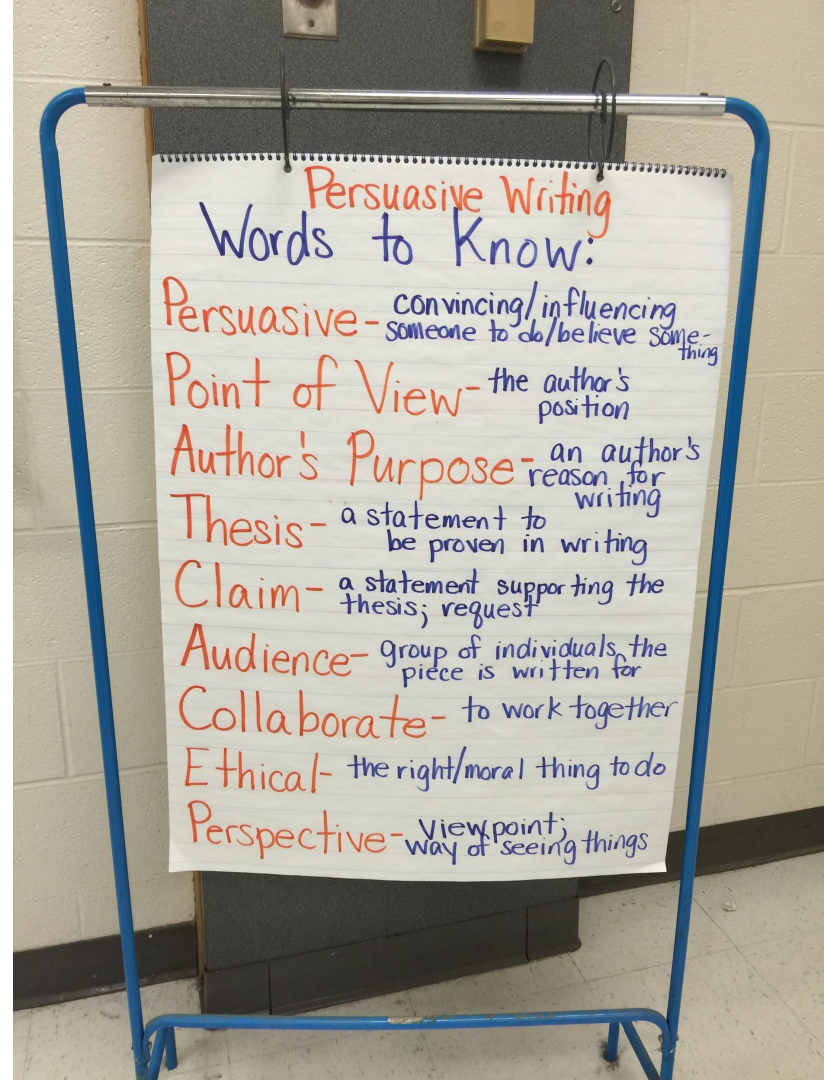 Persuasive Writing
Words to Know:
Persuasive- convincing/influencing
someone to do/believe some-
thing
Point of View- the author's
position
Author's Purpose- an author's
reason for
writing
Thesis- a statement to
be proven in writing
Claim- a statement supporting the
thesis; request
Audience- group of individuals the
piece is written for
Collaborate- to work together
Ethical- the right/moral thing to do
Perspective- viewpoint;
way of seeing things